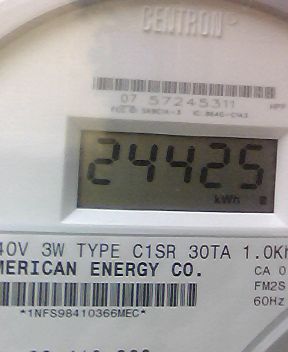 CENTRON
07 57245311
24425
kWh
40V 3W TYPE C1SR 30TA 1.0Kh
MERICAN ENERGY CO.
CA 0
FM2S
60Hz
*1NFS98410366MEC*